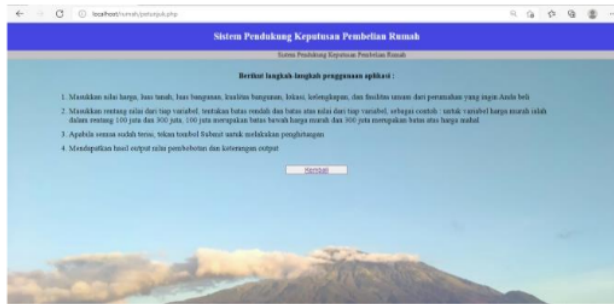 localhost/rumah/petunjuk.php
Sistem Pendukung Keputusan Pembelian Rumah
Sistem Pendukung Keputusan Pembelian Rumah
Berikut langkah-langkah penggunaan aplikasi :
1. Masukkan nilai harga, luas tanah, luas bangunan, kualitas bangunan, lokasi, kelengkapan, dan fasilitas umum dari perumahan yang ingin Anda beli
2. Masukkan rentang nilai dari tiap variabel, tentukan batas rendah dan batas atas nilai dari tiap variabel, sebagai contoh : untuk variabel harga murah ialah
dalam rentang 100 juta dan 300 juta, 100 juta merupakan batas bawah harga murah dan 300 juta merupakan batas atas harga mahal
3. Apabila semua sudah terisi, tekan tombol Submit untuk melakukan penghitungan
4. Mendapatkan hasil output nilai pembobotan dan keterangan output
Kembali